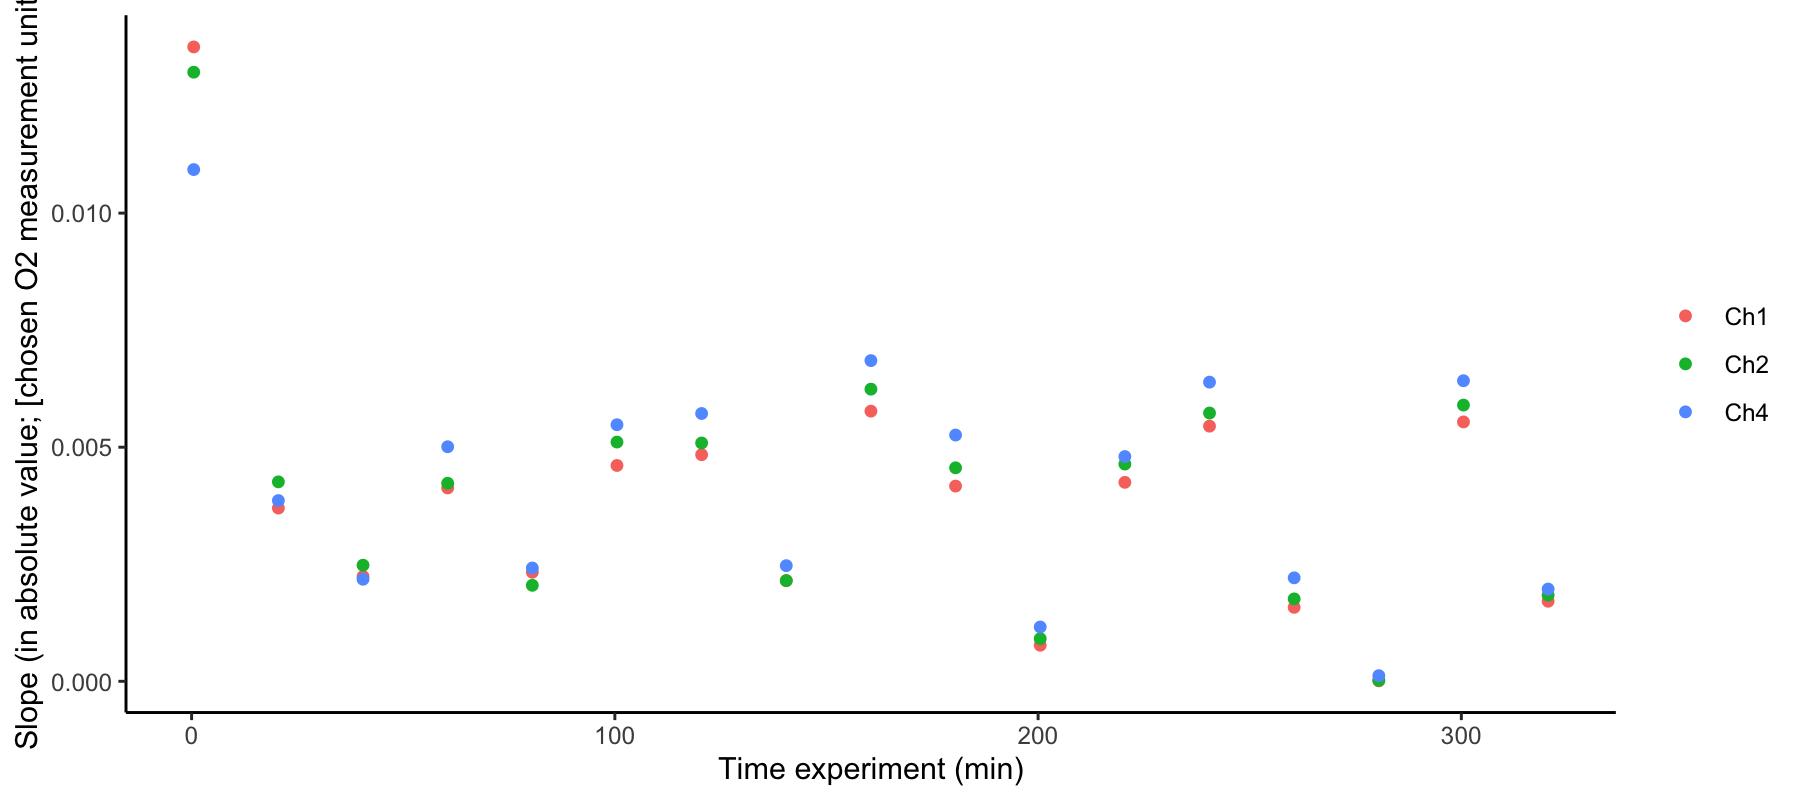 Slope (in absolute value; [chosen O2 measurement unit
0.010
0.005
0.000
0
100
200
300
Time experiment (min)
Ch1
Ch2
Ch4